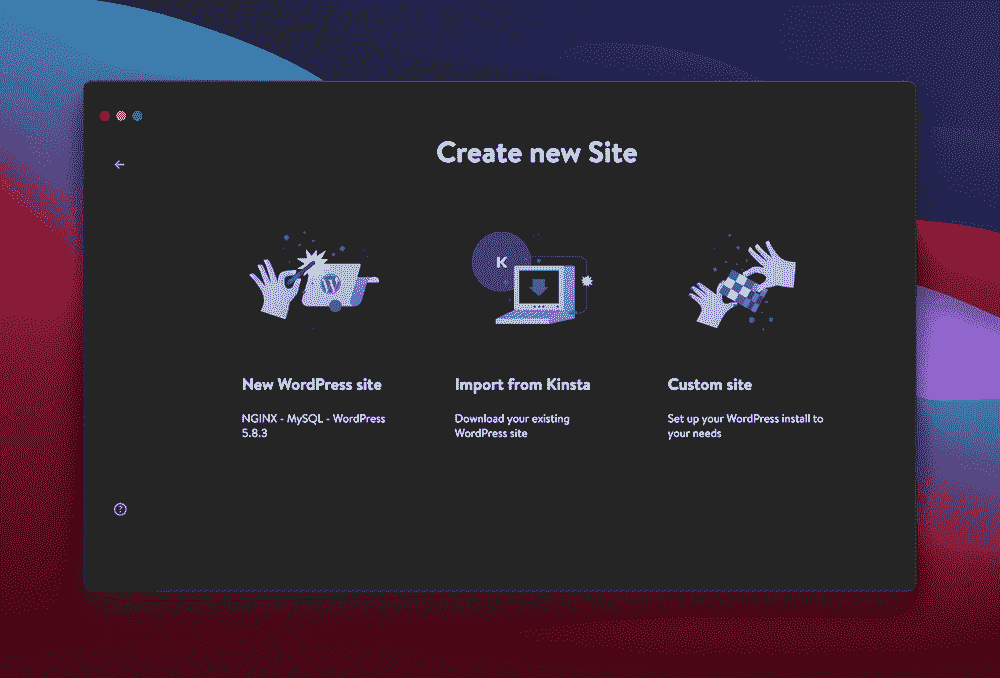 Create new Site
K
New WordPress site
NGINX - MySQL - WordPress
5.8.3
Import from Kinsta
Download your existing
WordPress site
Custom site
Set up your WordPress install to
your needs